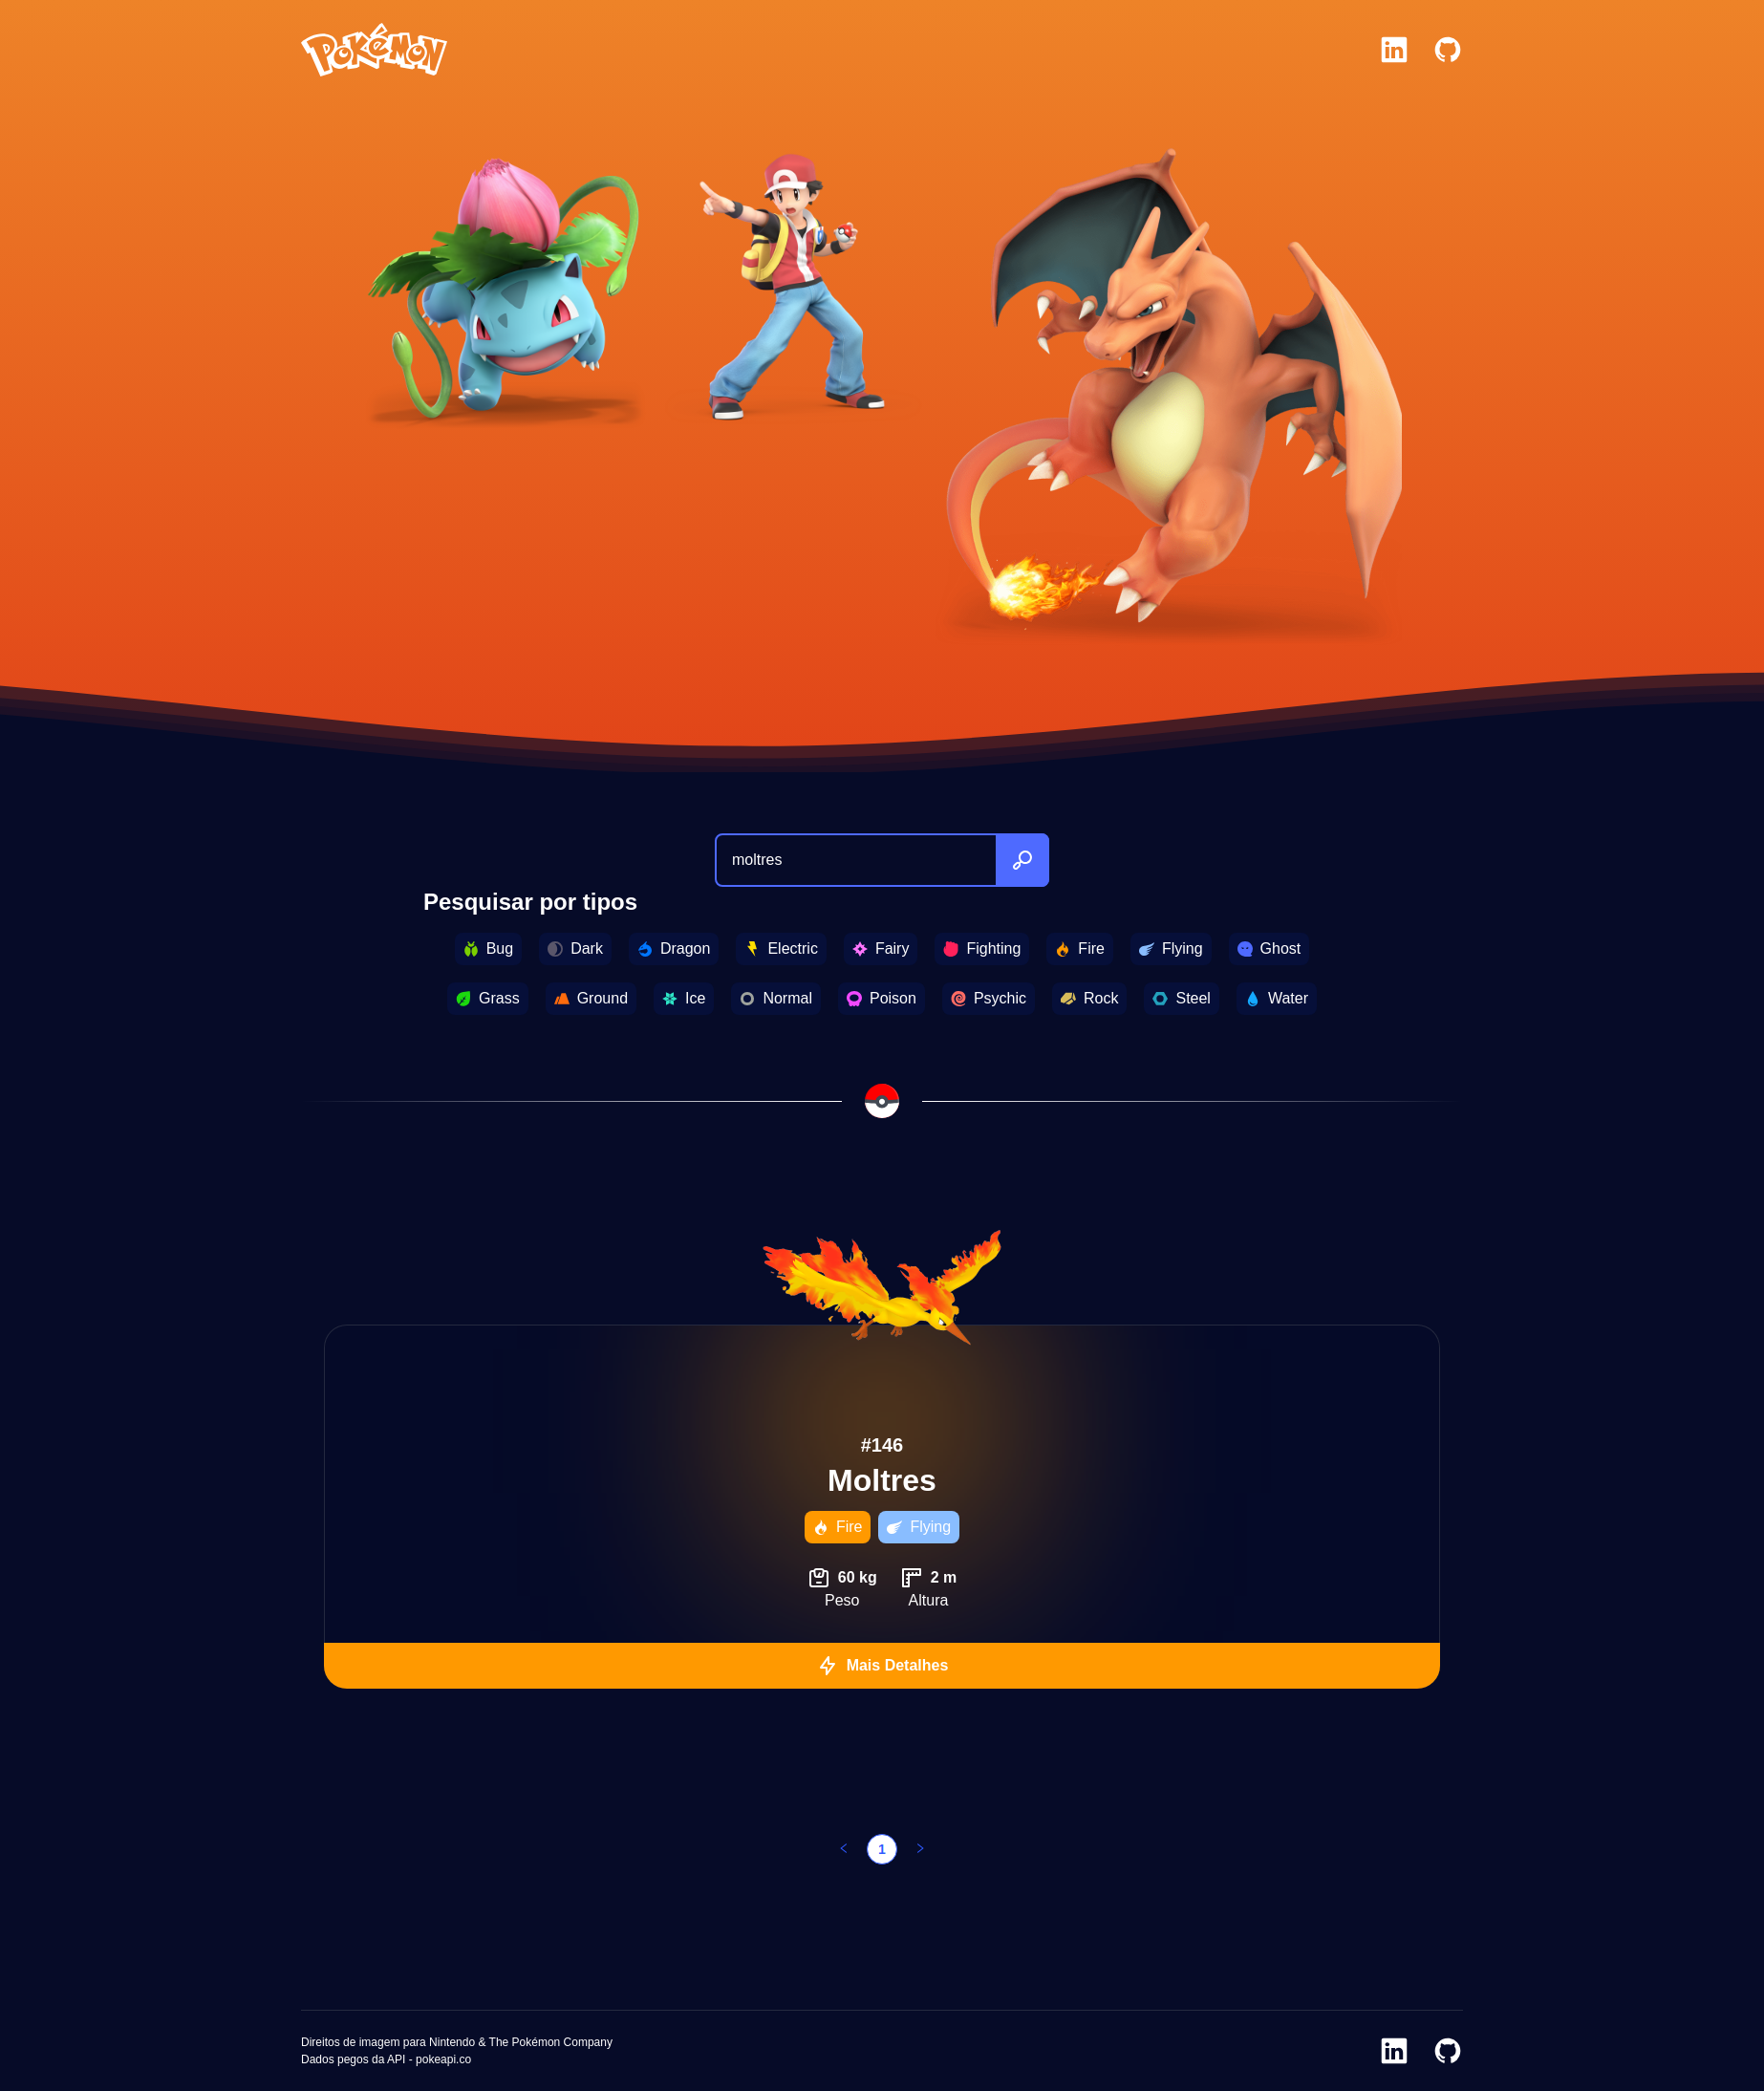 POKéMON
in
moltres
Pesquisar por tipos
Bug Dark Dragon Electric Fairy Fighting Fire Flying Ghost
Grass Ground Ice Normal Poison Psychic Rock Steel Water
#146
Moltres
Fire Flying
60 kg 2 m
Peso Altura
Mais Detalhes
< 1 >
Direitos de imagem para Nintendo & The Pokémon Company
Dados pegos da API - pokeapi.co
in